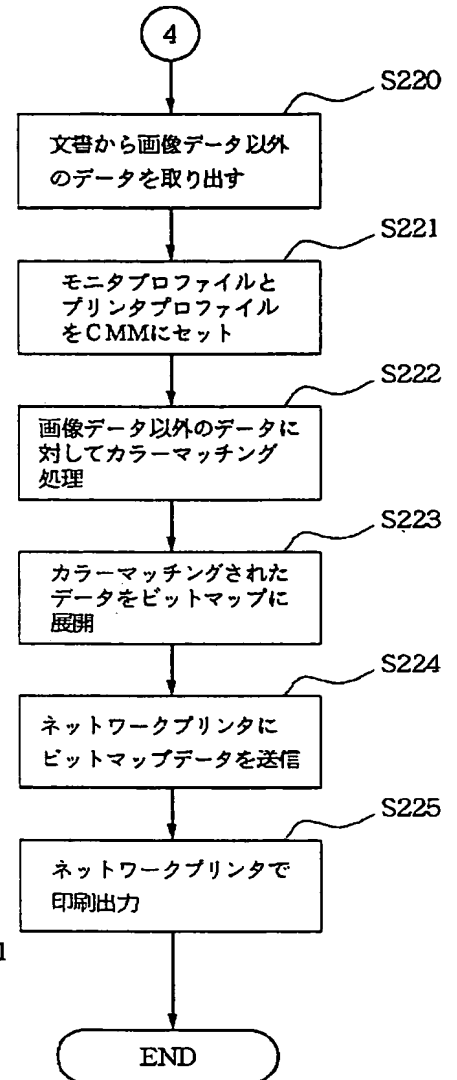 4
S220
文書から画像データ以外
のデータを取り出す
S221
モニタプロファイルと
プリンタプロファイル
をCMMにセット
S222
画像データ以外のデータに
対してカラーマッチング
処理
S223
カラーマッチングされた
データをビットマップに
展開
S224
ネットワークプリンタに
ビットマップデータを送信
S225
ネットワークプリンタで
印刷出力
1
END